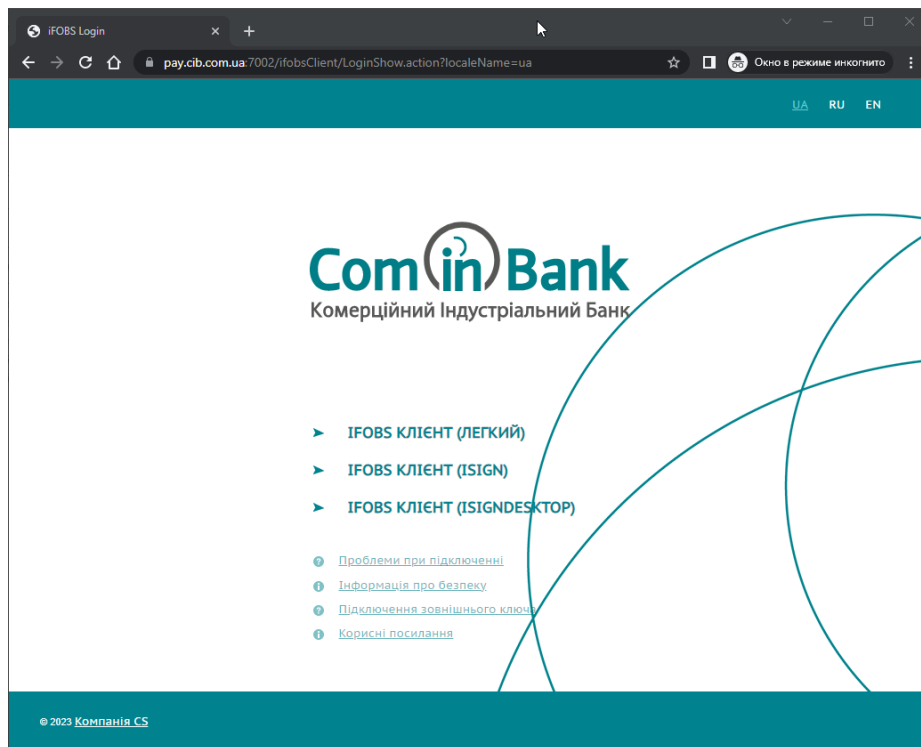 iFOBS Login
pay.cib.com.ua:7002/ifobsClient/LoginShow.action?localeName=ua
Окно в режиме инкогнито
UA RU EN
Com in Bank
Комерційний Індустріальний Банк
IFOBS КЛІЄНТ (ЛЕГКИЙ)
IFOBS КЛІЄНТ (ISIGN)
IFOBS КЛІЄНТ (ISIGNDESKTOP)
Проблеми при підключенні
Інформація про безпеку
Підключення зовнішнього ключа
Корисні посилання
© 2023 Компанія CS